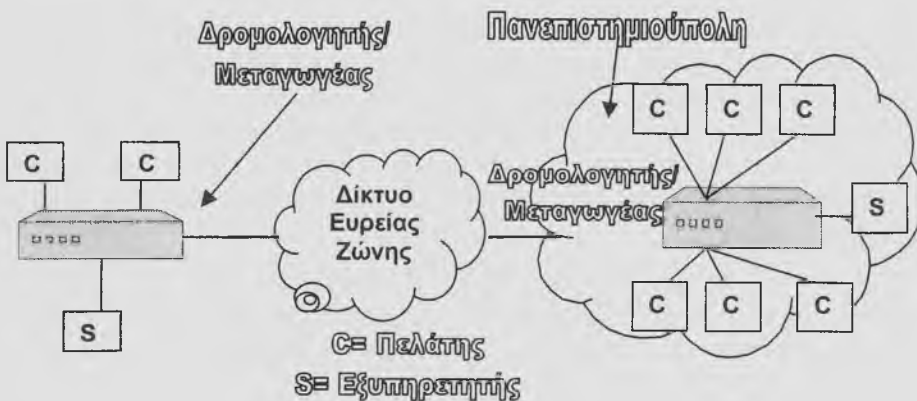 Δρομολογητής/
Μεταγωγέας
Πανεπιστημιούπολη
C
C
C
C
C
Δίκτυο
Ευρείας
Ζώνης
Δρομολογητής/
Μεταγωγέας
S
S
C
C
C
C= Πελάτης
S= Εξυπηρετητής